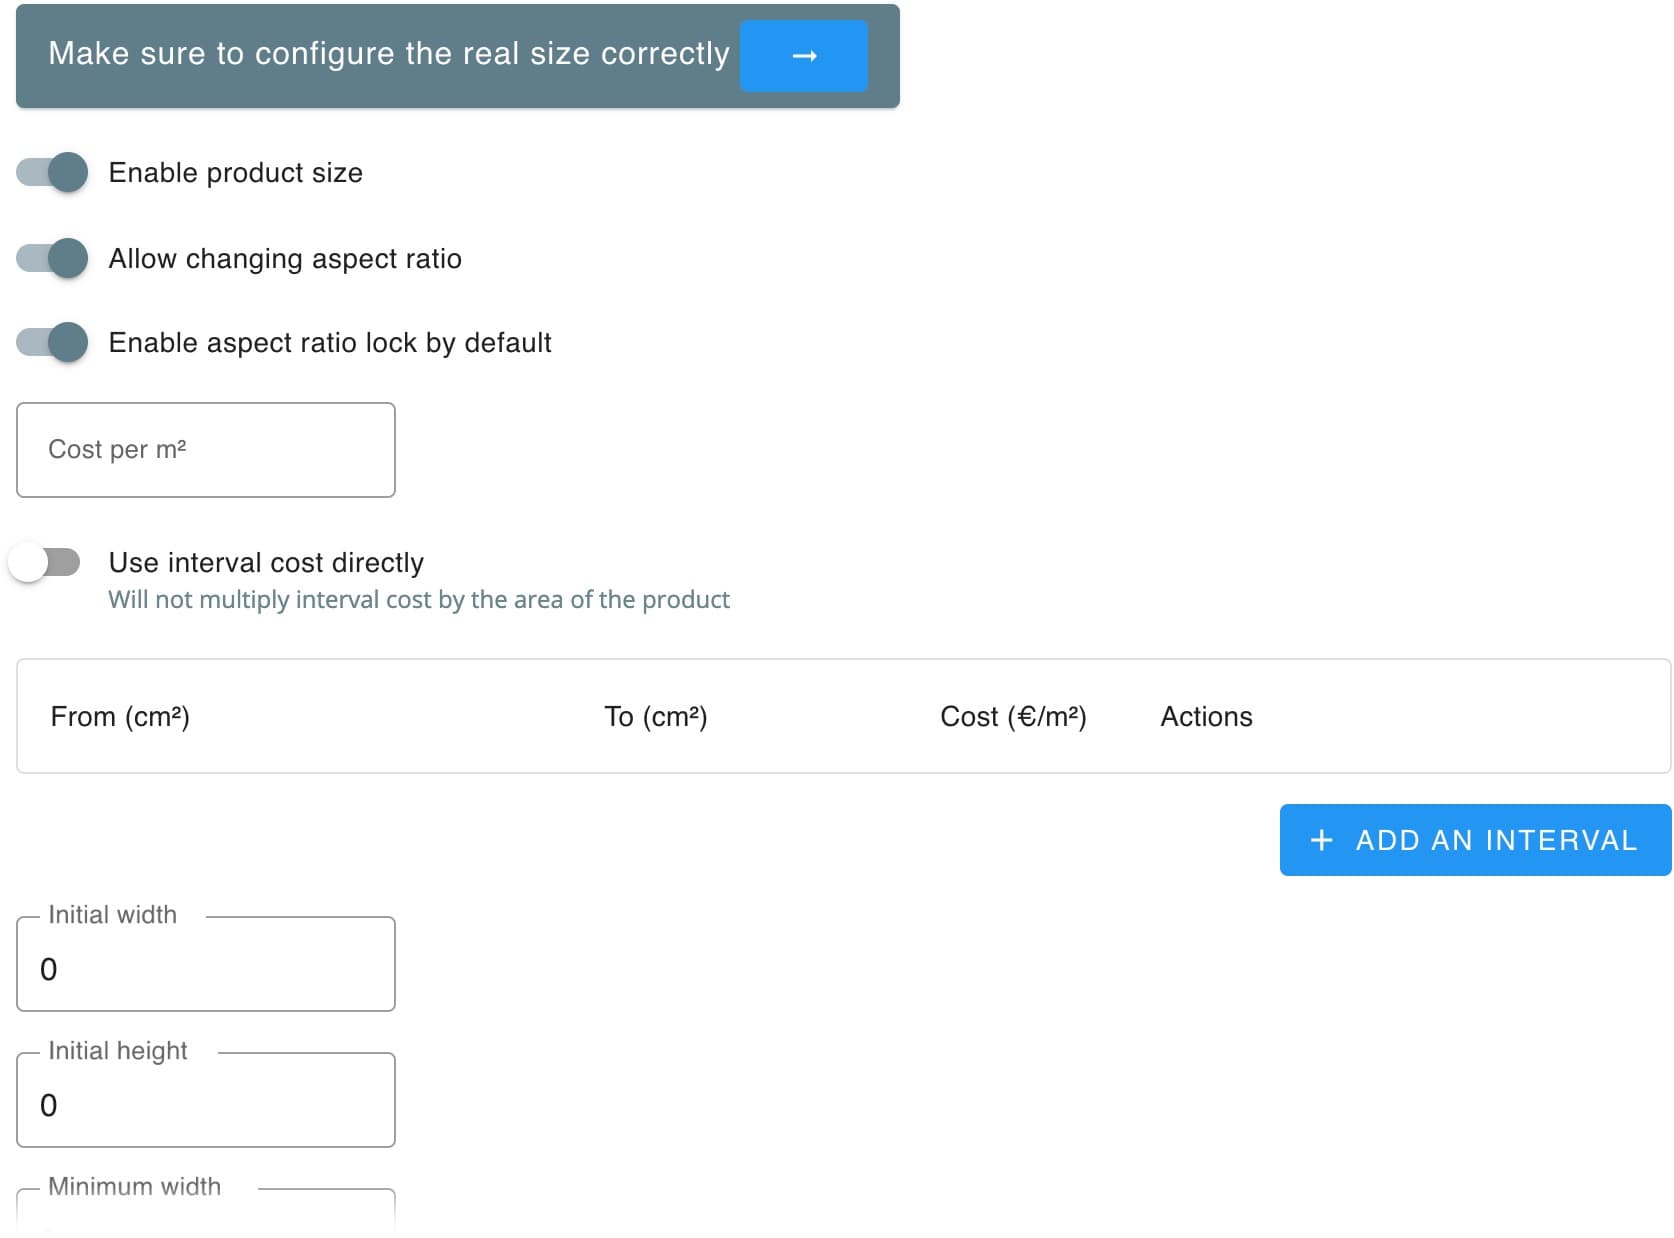 Make sure to configure the real size correctly →
Enable product size
Allow changing aspect ratio
Enable aspect ratio lock by default
Cost per m²
Use interval cost directly
Will not multiply interval cost by the area of the product
From (cm²) To (cm²) Cost (€/m²) Actions
+ ADD AN INTERVAL
Initial width
0
Initial height
0
Minimum width